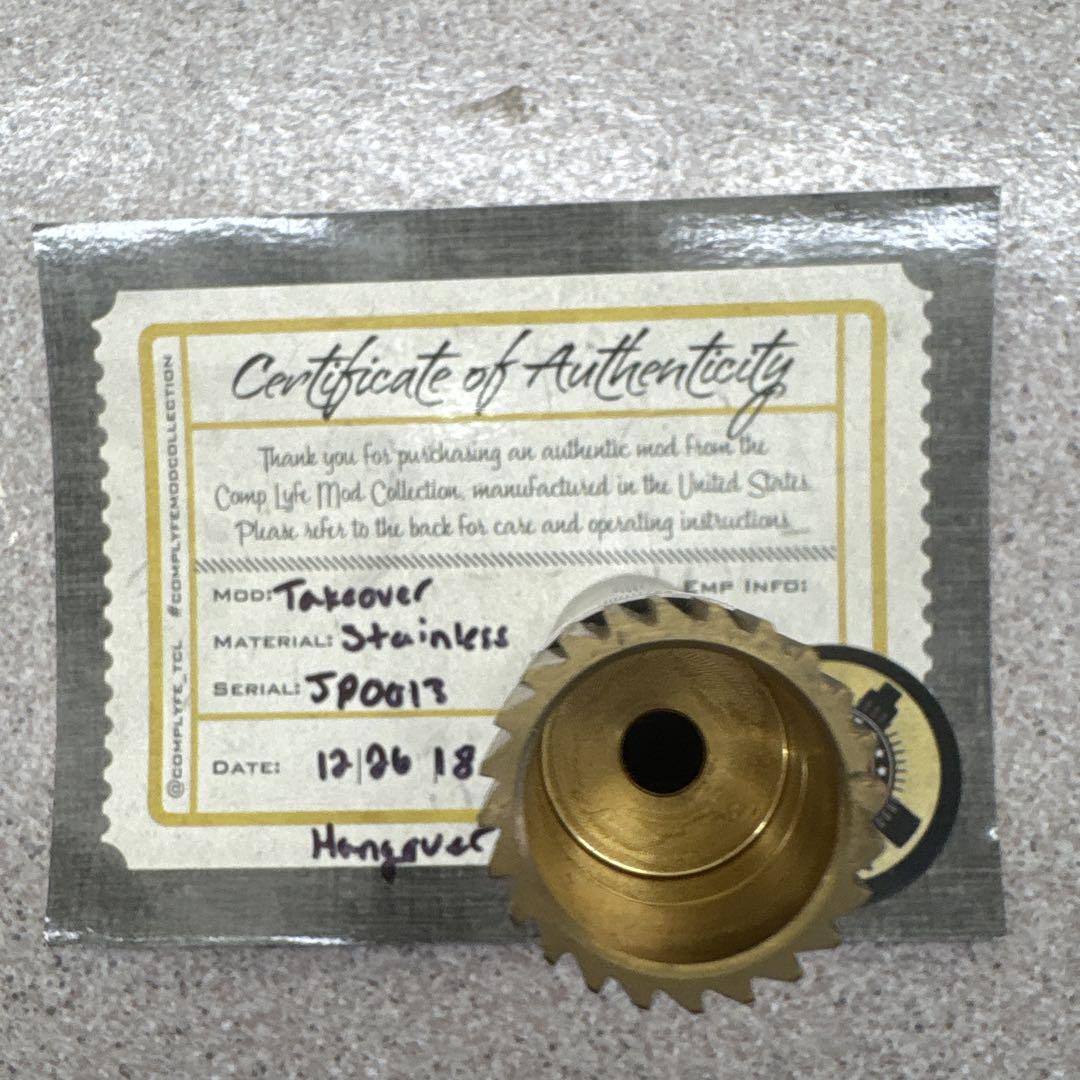 Certificate of Authenticity
Thank you for purchasing an authentic mod from the
Comp Lyfe Mod Collection, manufactured in the United States.
Please refer to the back for care and operating instructions.
MOD: Takeover
EMP INFO:
MATERIAL: Stainless
SERIAL: JP0013
DATE: 12|26|18
Hangover
@COMPLYFE_TCL #COMPLYFEMODCOLLECTION